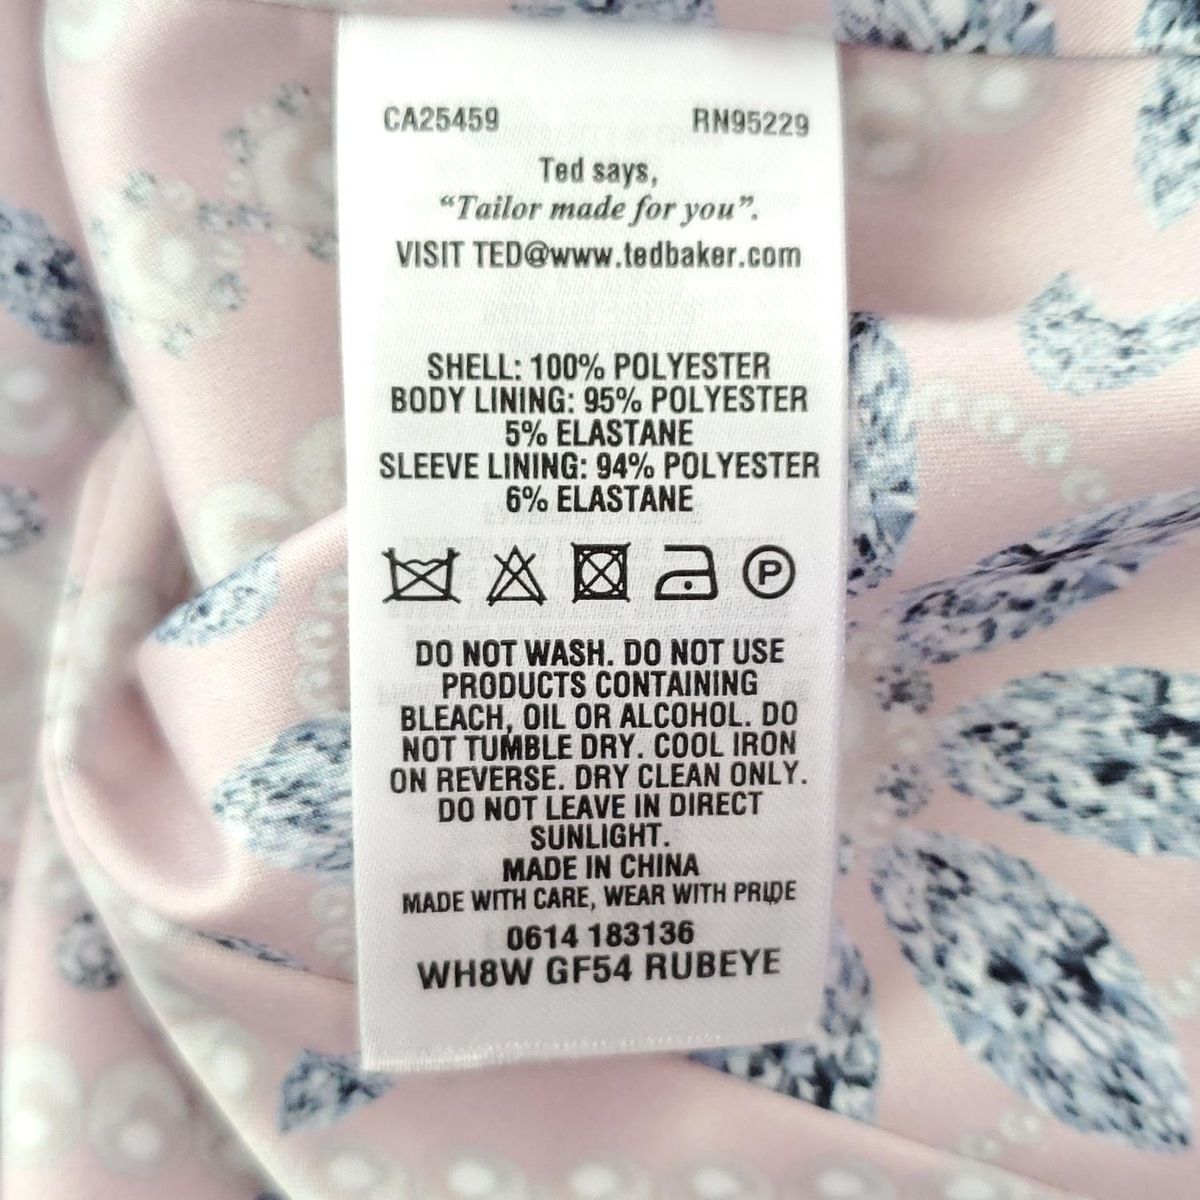 CA25459 RN95229
Ted says,
“Tailor made for you”.
VISIT TED@www.tedbaker.com
SHELL: 100% POLYESTER
BODY LINING: 95% POLYESTER
5% ELASTANE
SLEEVE LINING: 94% POLYESTER
6% ELASTANE
P
DO NOT WASH. DO NOT USE
PRODUCTS CONTAINING
BLEACH, OIL OR ALCOHOL. DO
NOT TUMBLE DRY. COOL IRON
ON REVERSE. DRY CLEAN ONLY.
DO NOT LEAVE IN DIRECT
SUNLIGHT.
MADE IN CHINA
MADE WITH CARE, WEAR WITH PRIDE
0614 183136
WH8W GF54 RUBEYE